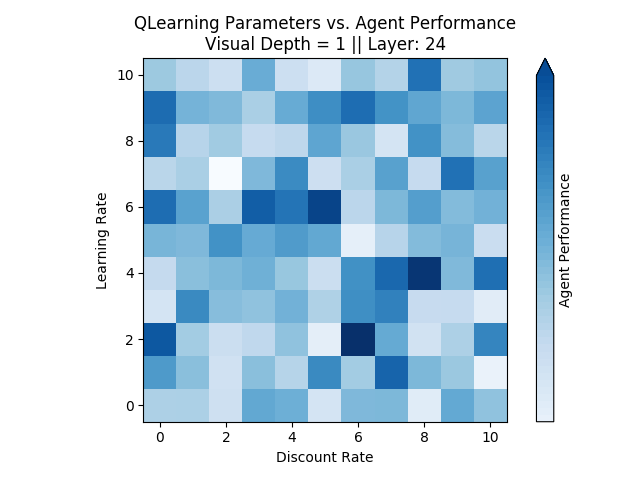 QLearning Parameters vs. Agent Performance
Visual Depth = 1 || Layer: 24
10
8
6
4
2
0
Learning Rate
0 2 4 6 8 10
Discount Rate
Agent Performance